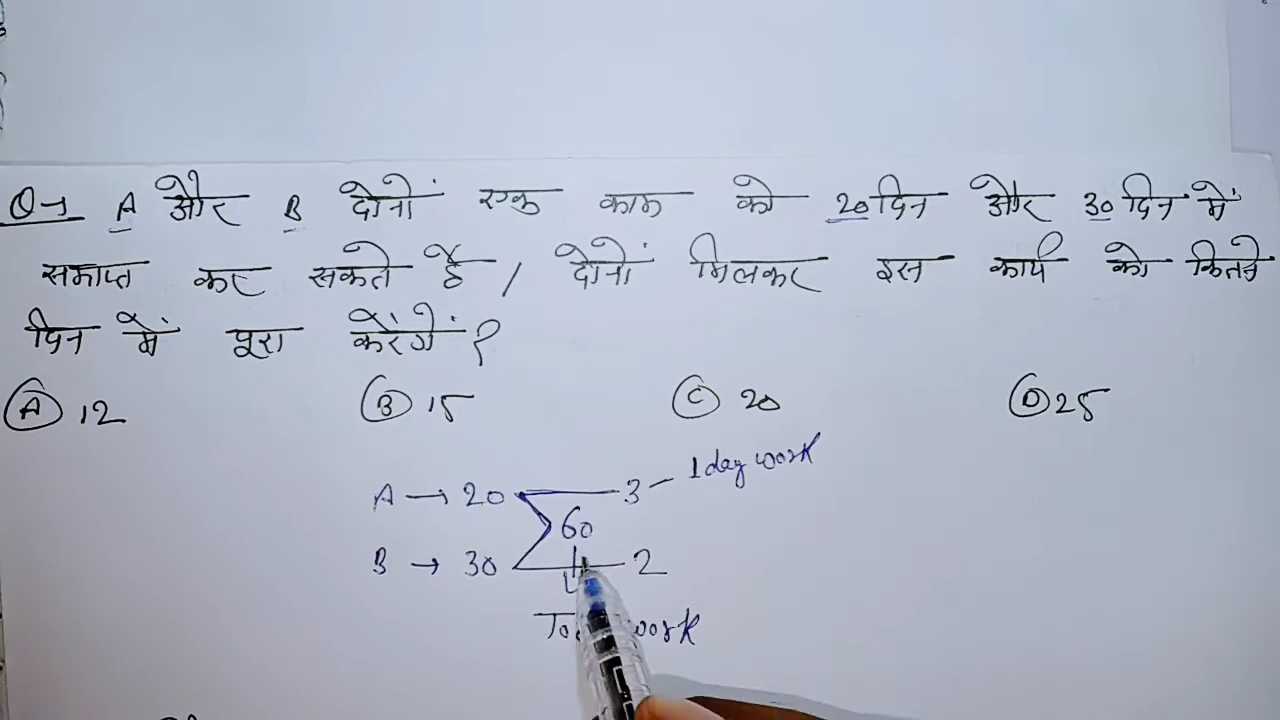 Q-1 A और B दोनों एक काम को 20 दिन और 30 दिन में
समाप्त कर सकते है / दोनों मिलकर इस कार्य को कितने
दिन में पूरा करेंगें ?
A 12 B 15 C 20 D 25
1 day work
A → 20 3
60
B → 30 2
work